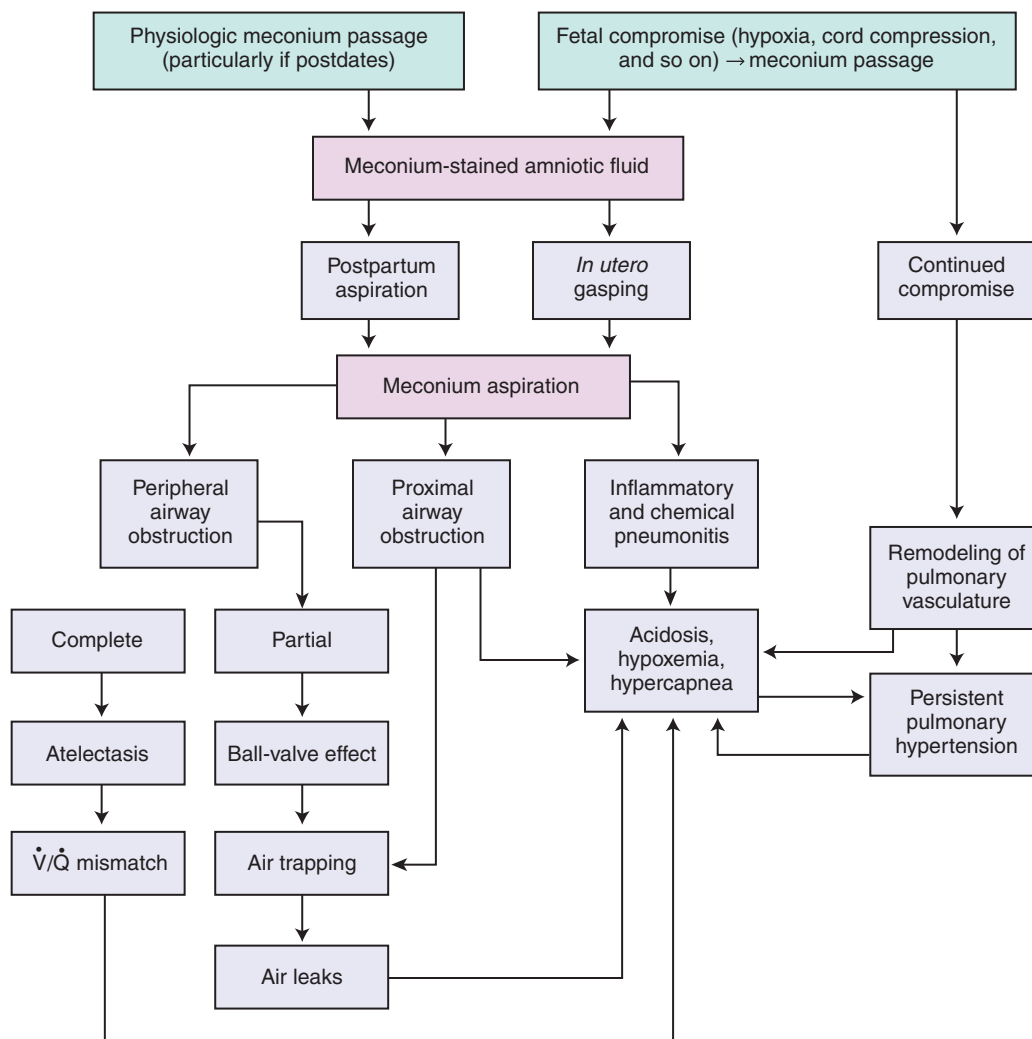 Physiologic meconium passage
(particularly if postdates)
Fetal compromise (hypoxia, cord compression,
and so on) → meconium passage
Meconium-stained amniotic fluid
Postpartum
aspiration
In utero
gasping
Continued
compromise
Meconium aspiration
Peripheral
airway
obstruction
Proximal
airway
obstruction
Inflammatory
and chemical
pneumonitis
Remodeling of
pulmonary
vasculature
Complete
Partial
Acidosis,
hypoxemia,
hypercapnea
Persistent
pulmonary
hypertension
Atelectasis
Ball-valve effect
V̇/Q̇ mismatch
Air trapping
Air leaks